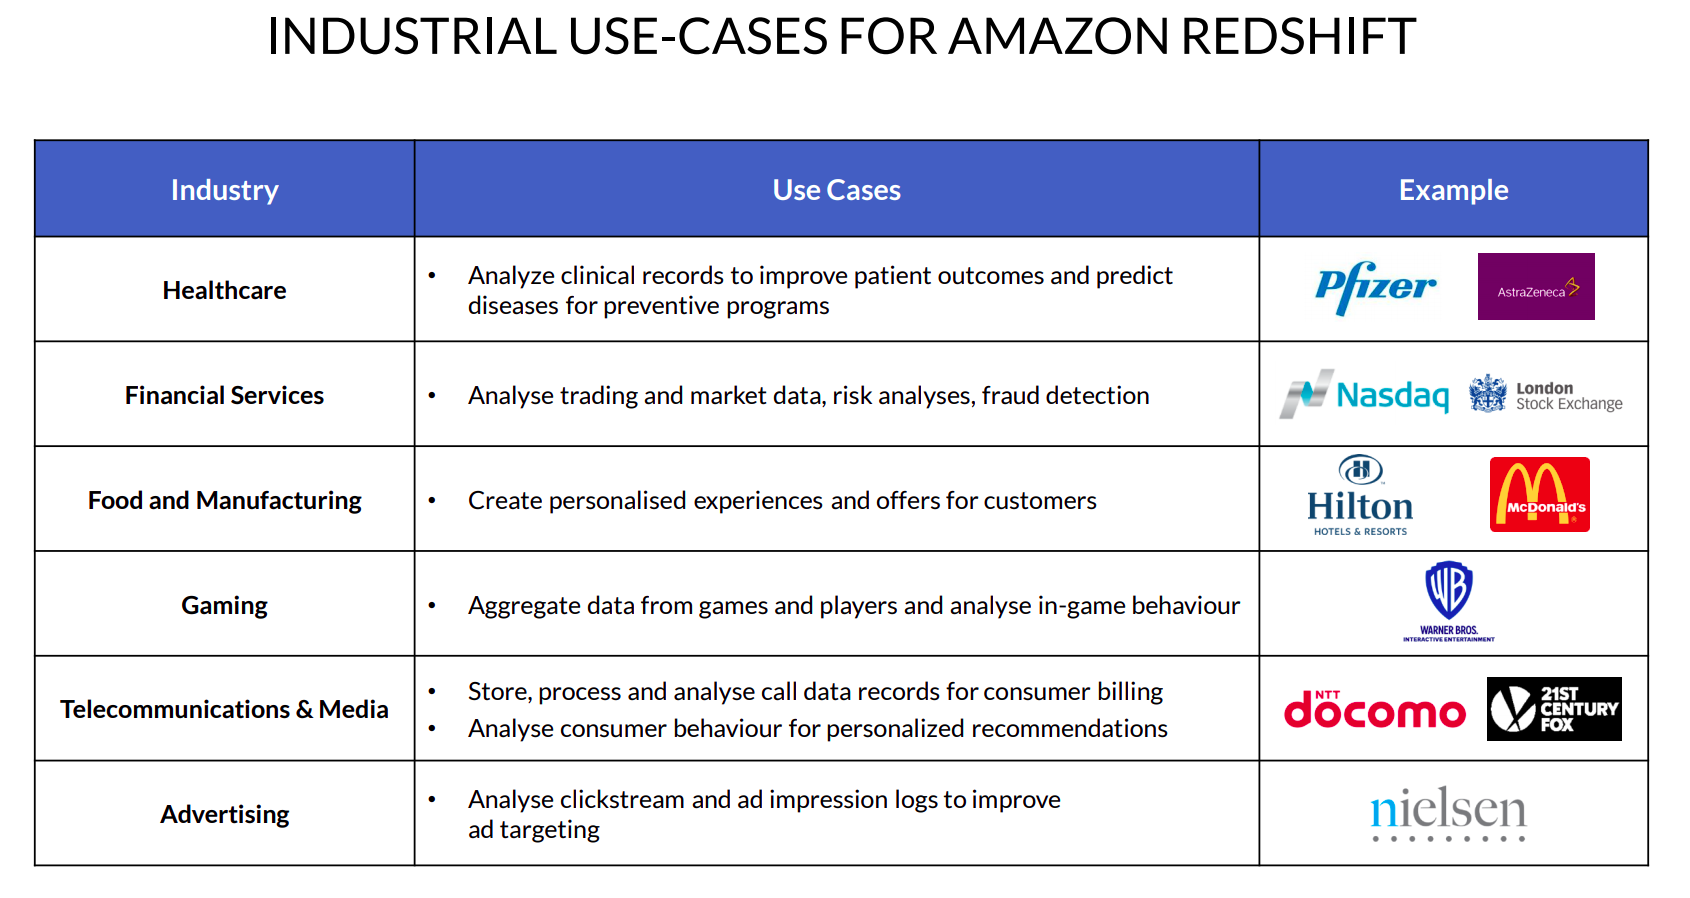 INDUSTRIAL USE-CASES FOR AMAZON REDSHIFT
Industry
Use Cases
Example
Healthcare
• Analyze clinical records to improve patient outcomes and predict
diseases for preventive programs
Pfizer
AstraZeneca
Financial Services
• Analyse trading and market data, risk analyses, fraud detection
Nasdaq
London
Stock Exchange
Food and Manufacturing
• Create personalised experiences and offers for customers
H
Hilton
HOTELS & RESORTS
McDonald's
®
Gaming
• Aggregate data from games and players and analyse in-game behaviour
WB
WARNER BROS.
INTERACTIVE ENTERTAINMENT
Telecommunications & Media
• Store, process and analyse call data records for consumer billing
• Analyse consumer behaviour for personalized recommendations
NTT
döcomo
21ST
CENTURY
FOX
Advertising
• Analyse clickstream and ad impression logs to improve
ad targeting
nielsen